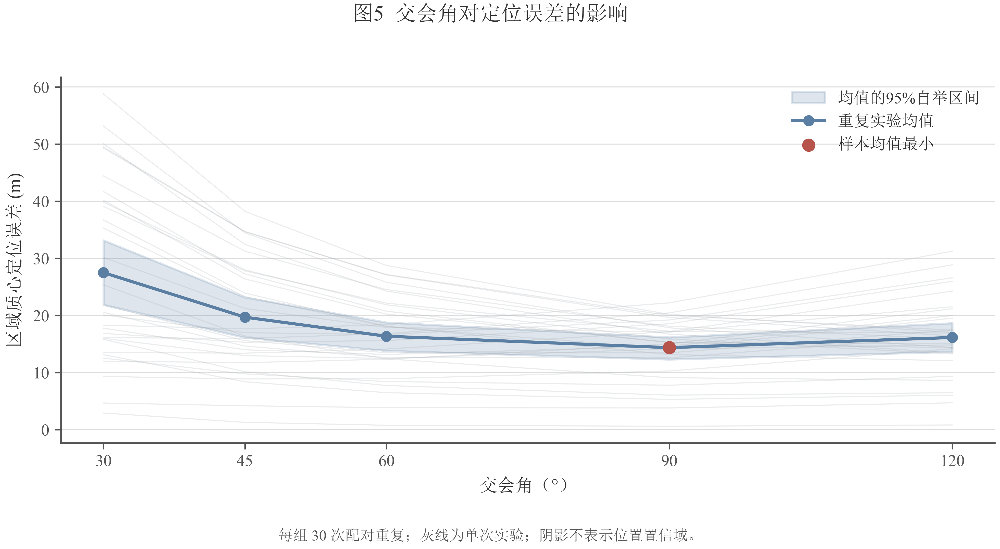 图5 交会角对定位误差的影响
均值的95%自举区间
重复实验均值
样本均值最小
区域质心定位误差 (m)
60
50
40
30
20
10
0
30 45 60 90 120
交会角（°）
每组 30 次配对重复；灰线为单次实验；阴影不表示位置置信域。